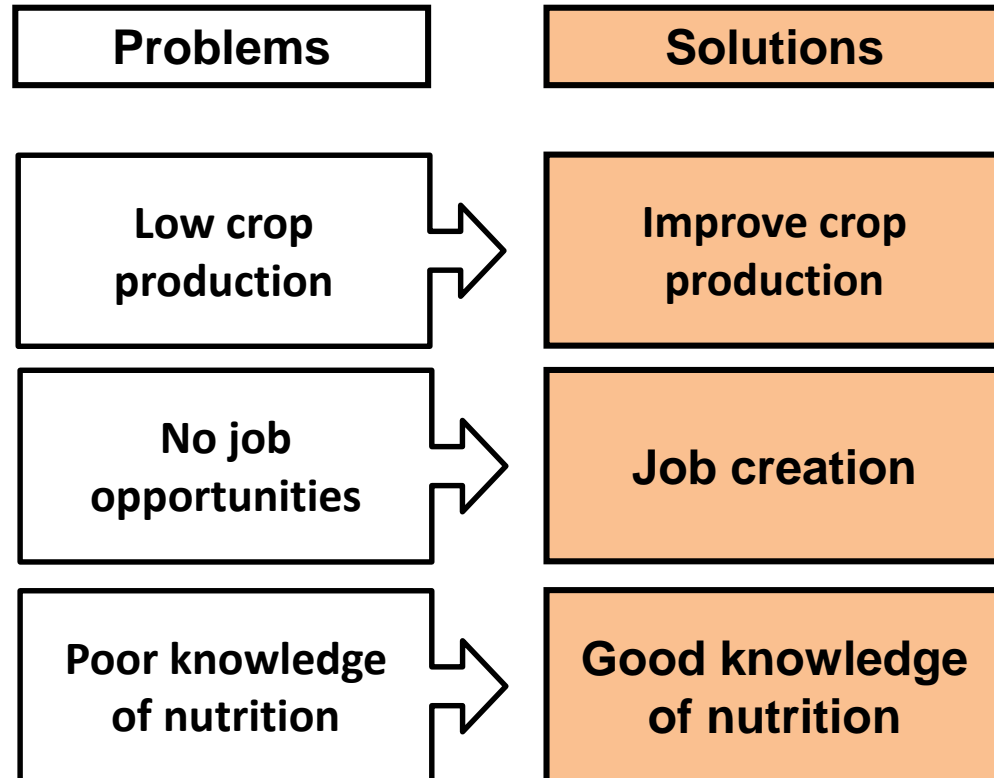 Problems
Solutions
Low crop
production
Improve crop
production
No job
opportunities
Job creation
Poor knowledge
of nutrition
Good knowledge
of nutrition